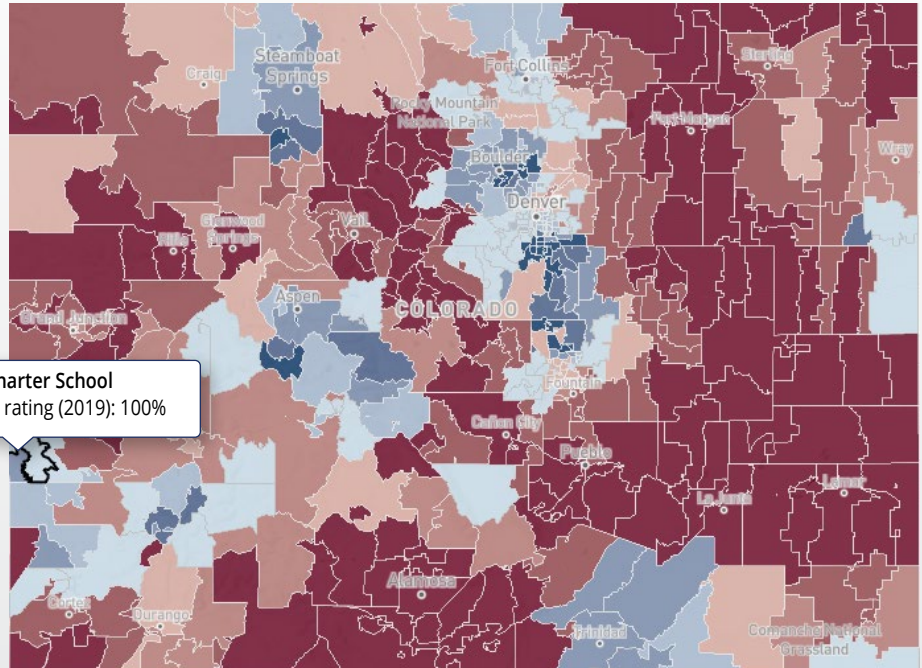 Steamboat
Springs
Craig
Fort Collins
Sterling
Rocky Mountain
National Park
Fort Morgan
Boulder
Wray
Denver
Glenwood
Springs
Vail
Rifle
Aspen
COLORADO
Grand Junction
harter School
rating (2019): 100%
Fountain
Cañon City
Pueblo
La Junta
Lamar
Alamosa
Cortez
Durango
Trinidad
Comanche National
Grassland